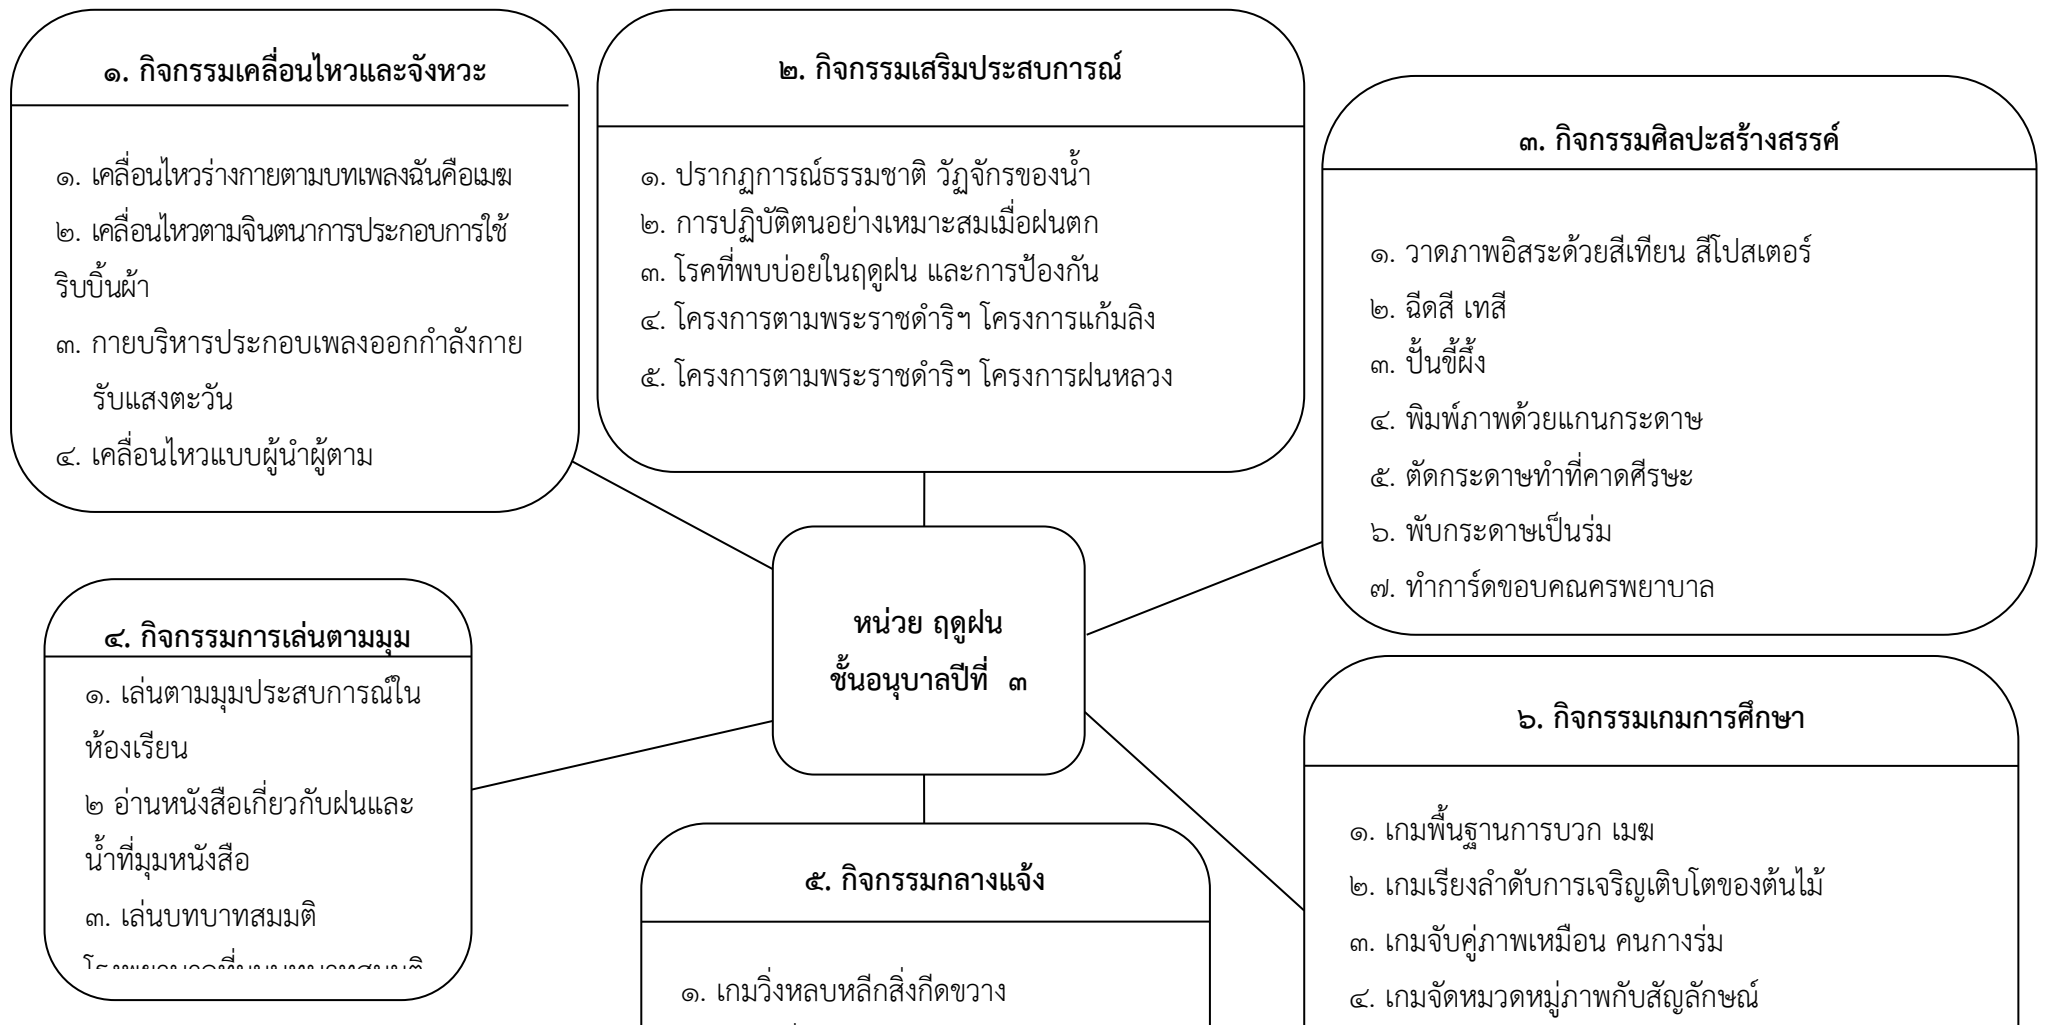 ๑. กิจกรรมเคลื่อนไหวและจังหวะ
๑. เคลื่อนไหวร่างกายตามบทเพลงฉันคือเมฆ
๒. เคลื่อนไหวตามจินตนาการประกอบการใช้
ริบบิ้นผ้า
๓. กายบริหารประกอบเพลงออกกำลังกาย
รับแสงตะวัน
๔. เคลื่อนไหวแบบผู้นำผู้ตาม
๒. กิจกรรมเสริมประสบการณ์
๑. ปรากฏการณ์ธรรมชาติ วัฏจักรของน้ำ
๒. การปฏิบัติตนอย่างเหมาะสมเมื่อฝนตก
๓. โรคที่พบบ่อยในฤดูฝน และการป้องกัน
๔. โครงการตามพระราชดำริฯ โครงการแก้มลิง
๕. โครงการตามพระราชดำริฯ โครงการฝนหลวง
๓. กิจกรรมศิลปะสร้างสรรค์
๑. วาดภาพอิสระด้วยสีเทียน สีโปสเตอร์
๒. ฉีดสี เทสี
๓. ปั้นขี้ผึ้ง
๔. พิมพ์ภาพด้วยแกนกระดาษ
๕. ตัดกระดาษทำที่คาดศีรษะ
๖. พับกระดาษเป็นร่ม
๗. ทำการ์ดขอบคุณครูพยาบาล
หน่วย ฤดูฝน
ชั้นอนุบาลปีที่ ๓
๔. กิจกรรมการเล่นตามมุม
๑. เล่นตามมุมประสบการณ์ใน
ห้องเรียน
๒ อ่านหนังสือเกี่ยวกับฝนและ
น้ำที่มุมหนังสือ
๓. เล่นบทบาทสมมติ
โรงพยาบาลที่มุมบทบาทสมมติ
๕. กิจกรรมกลางแจ้ง
๑. เกมวิ่งหลบหลีกสิ่งกีดขวาง
๖. กิจกรรมเกมการศึกษา
๑. เกมพื้นฐานการบวก เมฆ
๒. เกมเรียงลำดับการเจริญเติบโตของต้นไม้
๓. เกมจับคู่ภาพเหมือน คนกางร่ม
๔. เกมจัดหมวดหมู่ภาพกับสัญลักษณ์